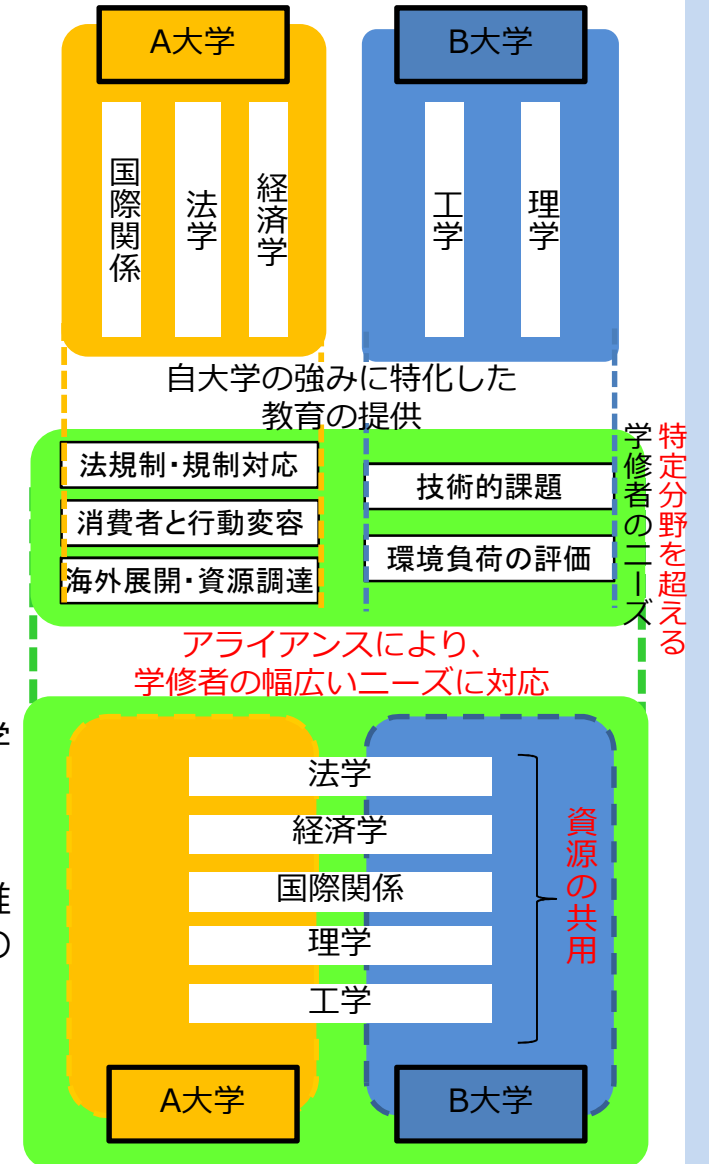 A大学
B大学
国際関係
法学
経済学
工学
理学
自大学の強みに特化した
教育の提供
法規制・規制対応
消費者と行動変容
海外展開・資源調達
技術的課題
環境負荷の評価
特定分野を超える
学修者のニーズ
アライアンスにより、
学修者の幅広いニーズに対応
法学
経済学
国際関係
理学
工学
資源の共用
A大学
B大学